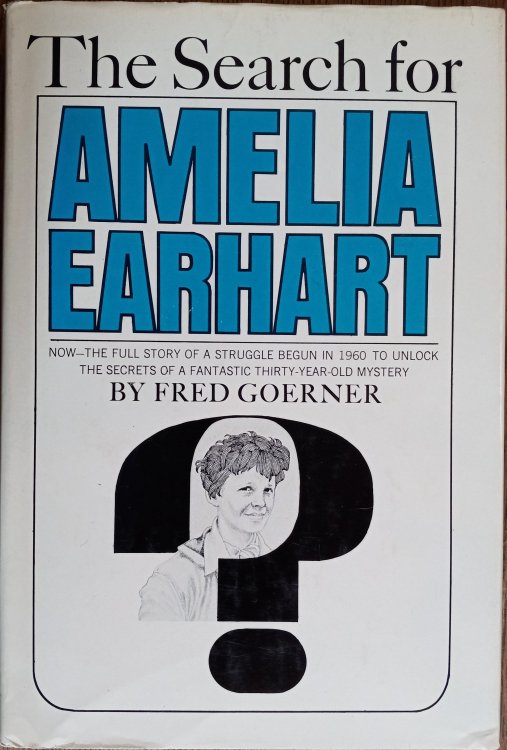 The Search for
AMELIA
EARHART
NOW—THE FULL STORY OF A STRUGGLE BEGUN IN 1960 TO UNLOCK
THE SECRETS OF A FANTASTIC THIRTY-YEAR-OLD MYSTERY
BY FRED GOERNER
?